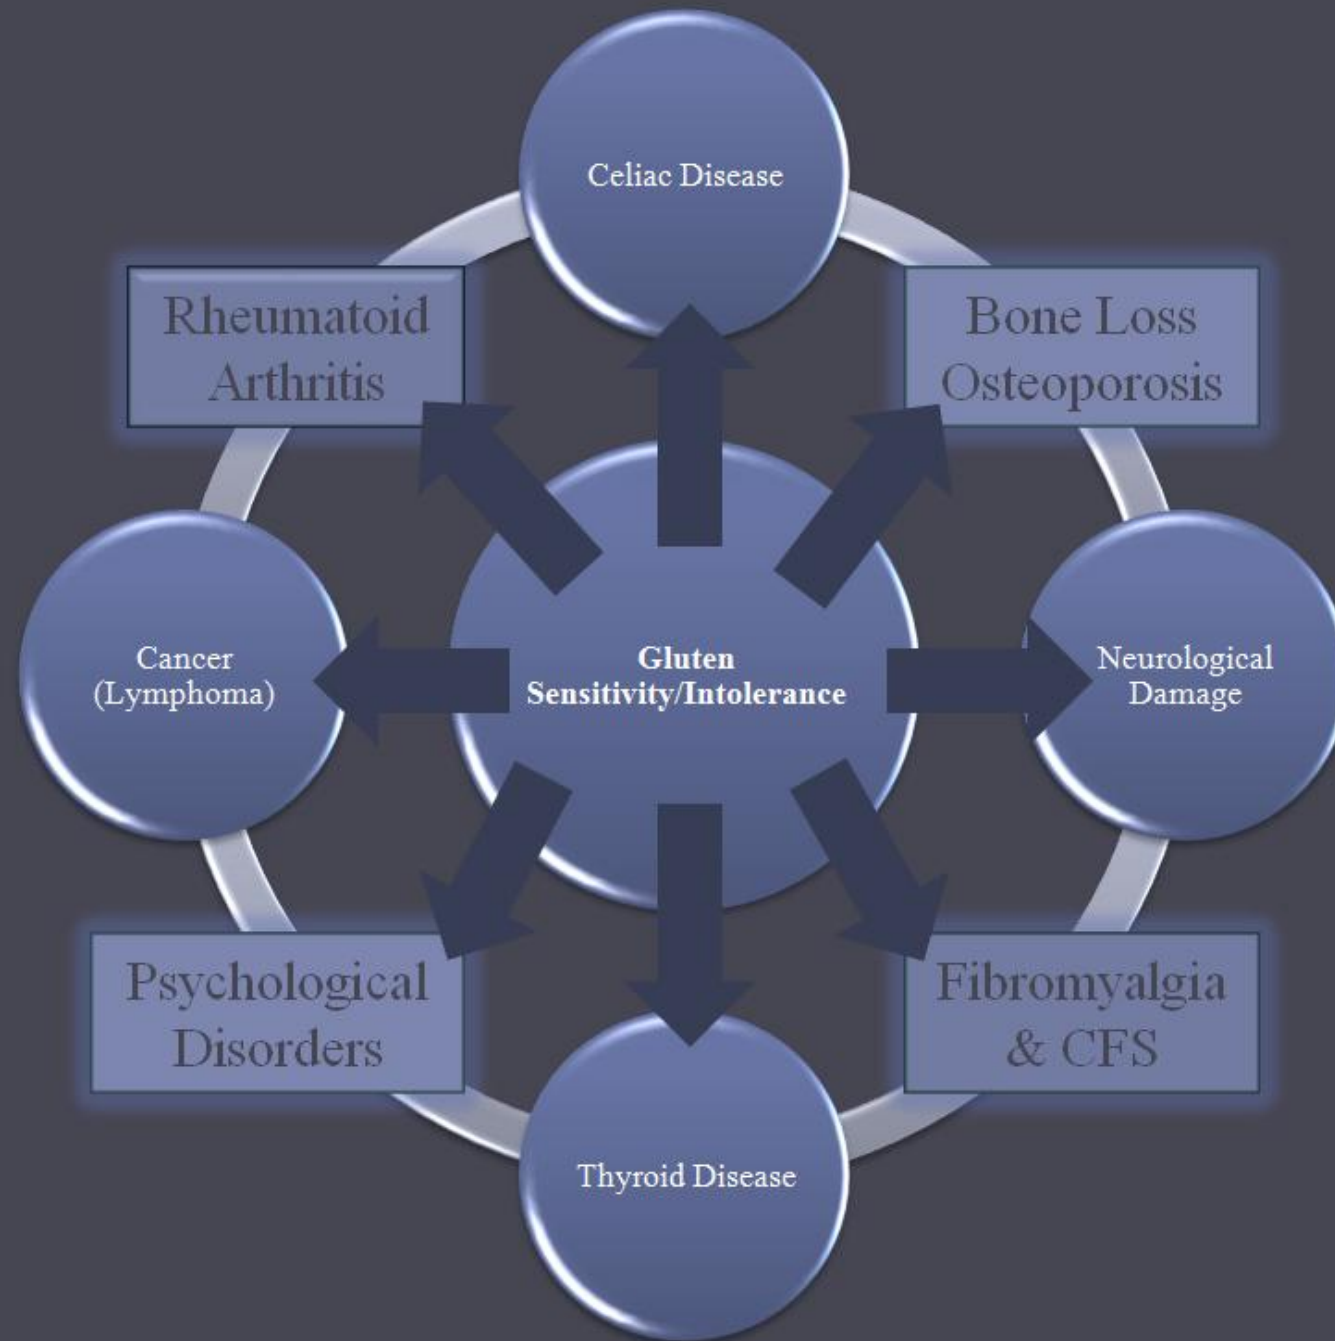 Celiac Disease
Rheumatoid
Arthritis
Bone Loss
Osteoporosis
Cancer
(Lymphoma)
Gluten
Sensitivity/Intolerance
Neurological
Damage
Psychological
Disorders
Fibromyalgia
& CFS
Thyroid Disease